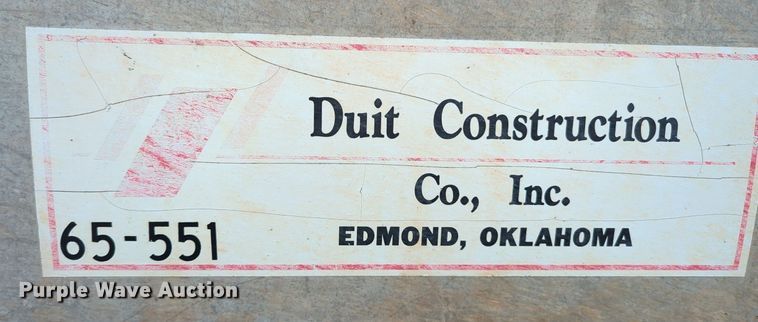 Duit Construction
Co., Inc.
EDMOND, OKLAHOMA
65-551
Purple Wave Auction